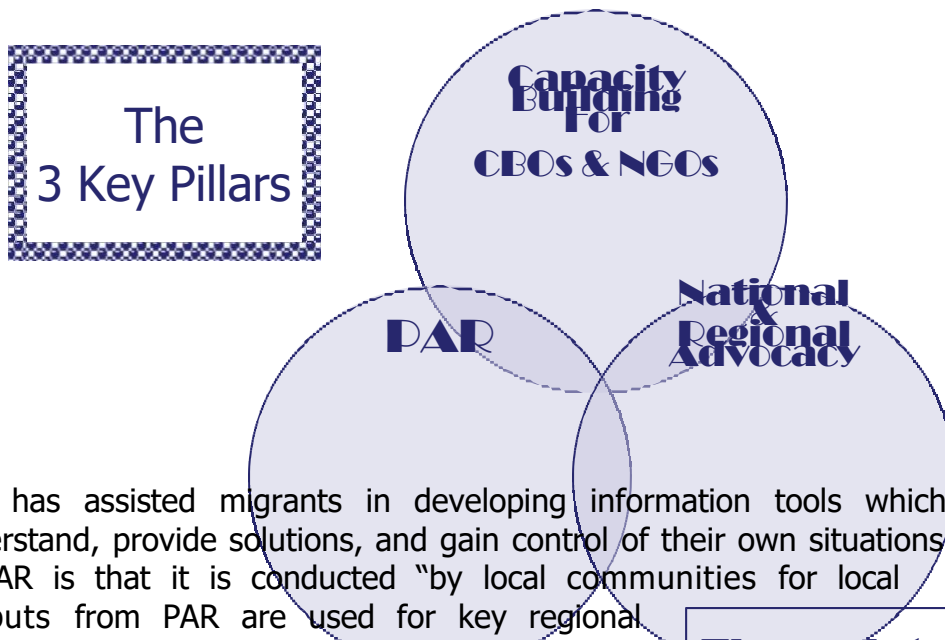 The
3 Key Pillars
Capacity
Building
For
CBOs & NGOs
PAR
National
&
Regional
Advocacy
has assisted migrants in developing information tools which
erstand, provide solutions, and gain control of their own situations
AR is that it is conducted “by local communities for local
outs from PAR are used for key regional